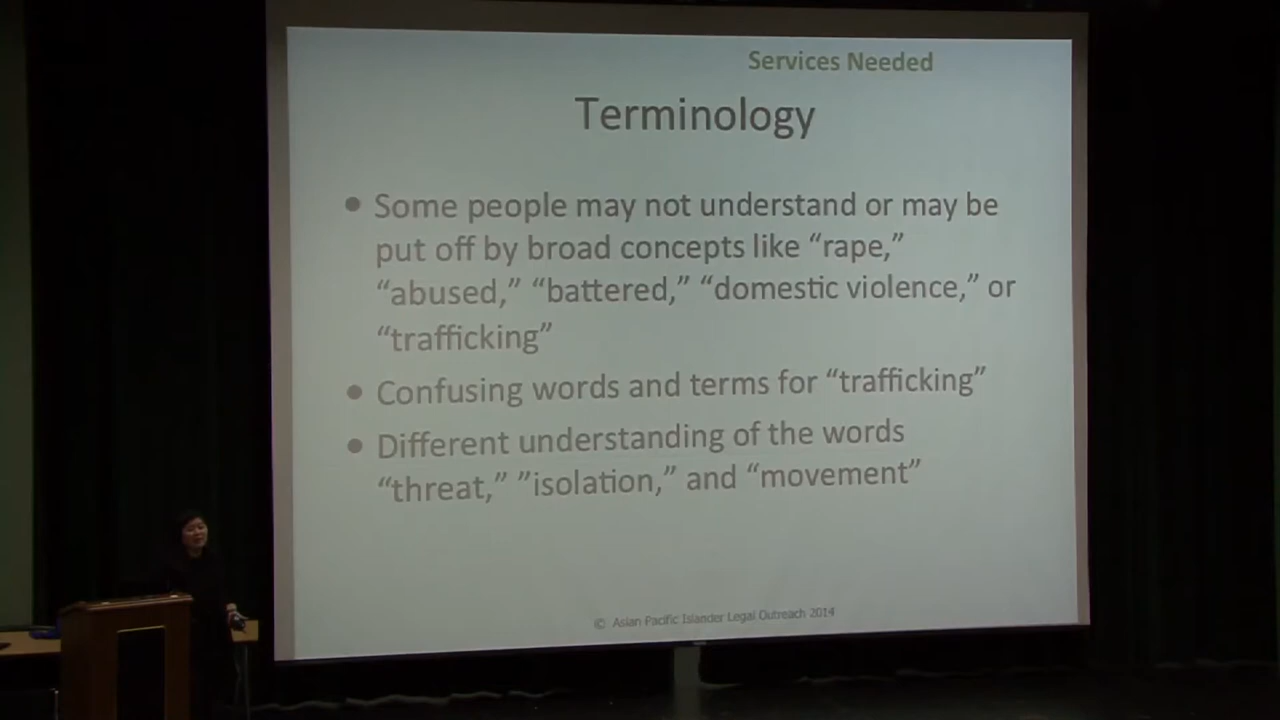 Services Needed
Terminology
• Some people may not understand or may be
put off by broad concepts like “rape,”
“abused,” “battered,” “domestic violence,” or
“trafficking”
• Confusing words and terms for “trafficking”
• Different understanding of the words
“threat,” ”isolation,” and “movement”
© Asian Pacific Islander Legal Outreach 2014